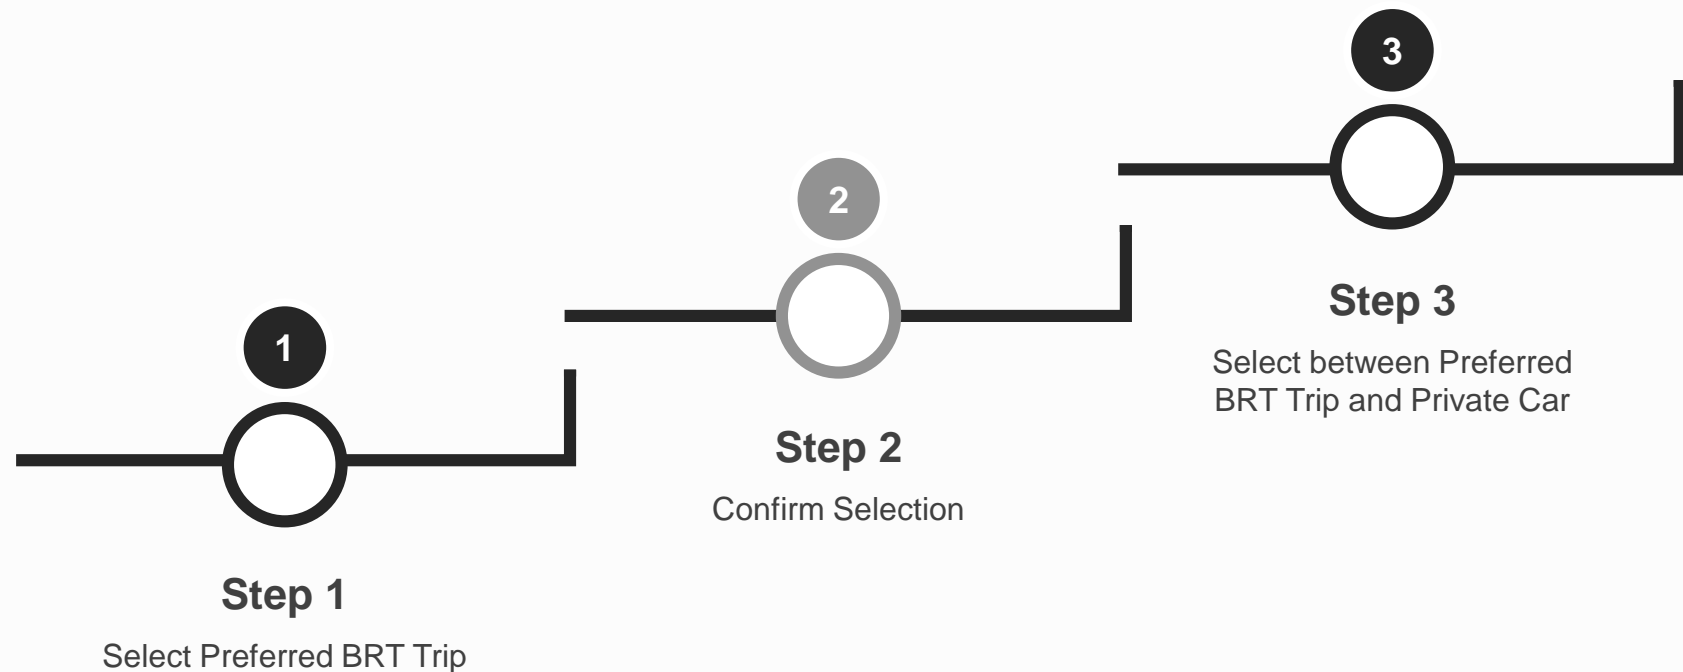 1
Step 1
Select Preferred BRT Trip
2
Step 2
Confirm Selection
3
Step 3
Select between Preferred
BRT Trip and Private Car